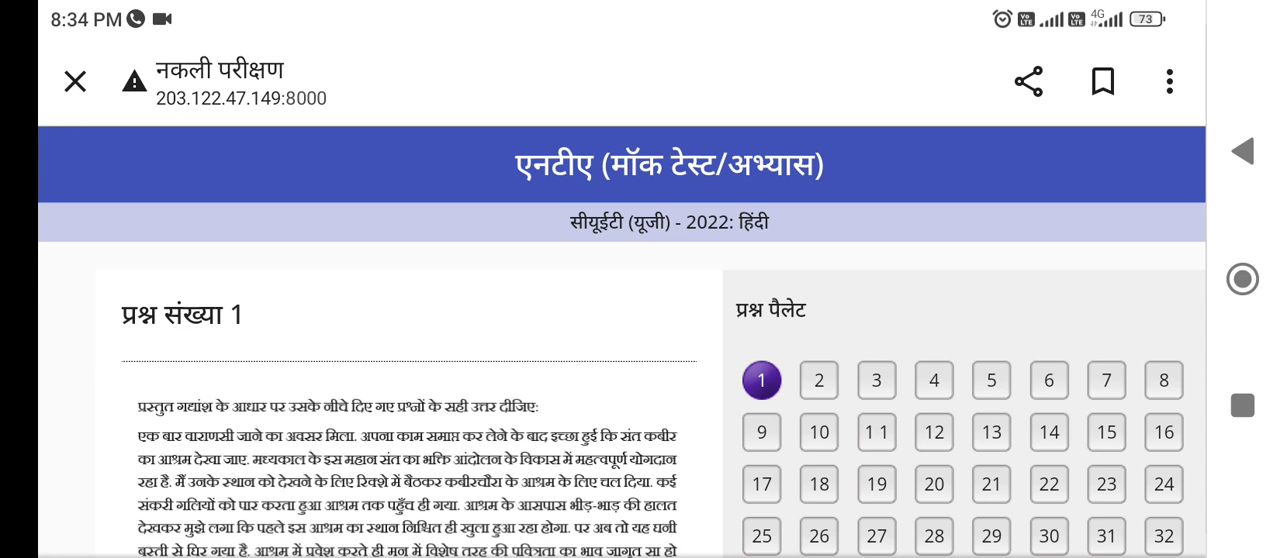 8:34 PM
Vo LTE Vo LTE 4G 73
नकली परीक्षण
203.122.47.149:8000
एनटीए (मॉक टेस्ट/अभ्यास)
सीयूईटी (यूजी) - 2022: हिंदी
प्रश्न संख्या 1
प्रस्तुत गद्यांश के आधार पर उसके नीचे दिए गए प्रश्नों के सही उत्तर दीजिए:
एक बार वाराणसी जाने का अवसर मिला. अपना काम समाप्त कर लेने के बाद इच्छा हुई कि संत कबीर
का आश्रम देखा जाए. मध्यकाल के इस महान संत का भक्ति आंदोलन के विकास में महत्वपूर्ण योगदान
रहा है. मैं उनके स्थान को देखने के लिए रिक्शे में बैठकर कबीरचौरा के आश्रम के लिए चल दिया. कई
संकरी गलियों को पार करता हुआ आश्रम तक पहुँच ही गया. आश्रम के आसपास भीड़-भाड़ की हालत
देखकर मुझे लगा कि पहले इस आश्रम का स्थान निश्चित ही खुला हुआ रहा होगा. पर अब तो यह घनी
बस्ती से घिर गया है. आश्रम में प्रवेश करते ही मन में विशेष तरह की पवित्रता का भाव जागृत सा हो
प्रश्न पैलेट
1 2 3 4 5 6 7 8
9 10 11 12 13 14 15 16
17 18 19 20 21 22 23 24
25 26 27 28 29 30 31 32